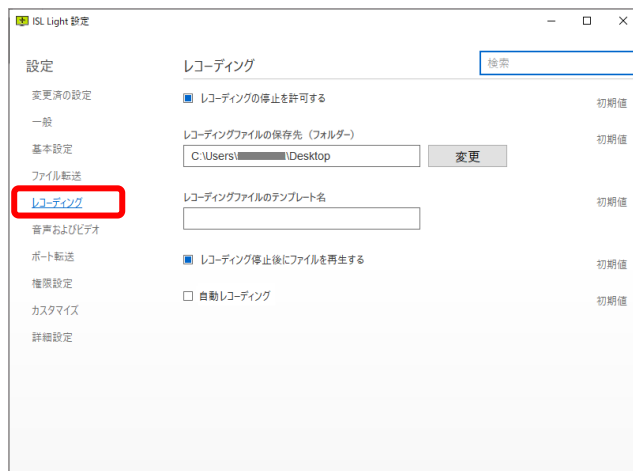 ISL Light 設定
設定
変更済の設定
一般
基本設定
ファイル転送
レコーディング
音声およびビデオ
ポート転送
権限設定
カスタマイズ
詳細設定
レコーディング
検索
レコーディングの停止を許可する
初期値
レコーディングファイルの保存先（フォルダー）
初期値
C:\Users\ \Desktop
変更
レコーディングファイルのテンプレート名
初期値
レコーディング停止後にファイルを再生する
初期値
自動レコーディング
初期値